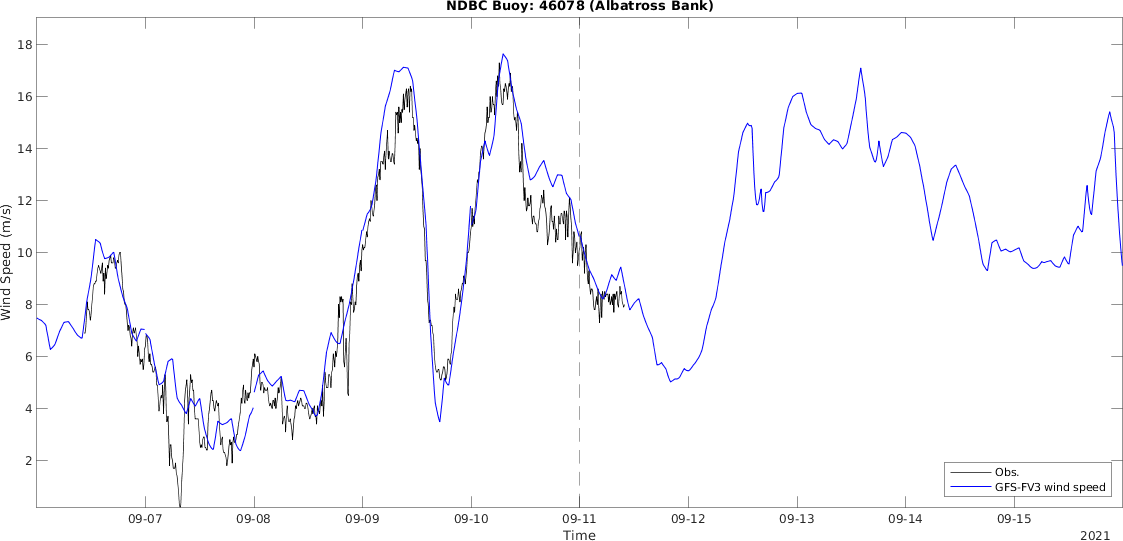 NDBC Buoy: 46078 (Albatross Bank)
18
16
14
12
10
8
6
4
2
Wind Speed (m/s)
Obs.
GFS-FV3 wind speed
09-07 09-08 09-09 09-10 09-11 09-12 09-13 09-14 09-15
Time
2021